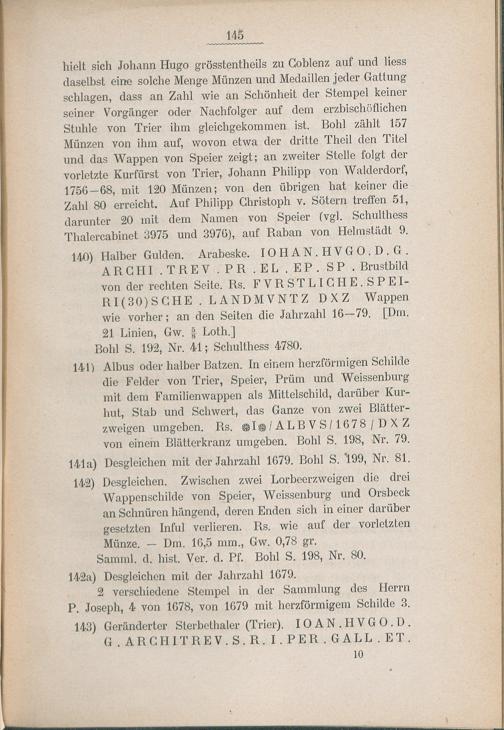 145
hielt sich Johann Hugo grösstentheils zu Coblenz auf und liess
daselbst eine solche Menge Münzen und Medaillen jeder Gattung
schlagen, dass an Zahl wie an Schönheit der Stempel keiner
seiner Vorgänger oder Nachfolger auf dem erzbischöflichen
Stuhle von Trier ihm gleichgekommen ist. Bohl zählt 157
Münzen von ihm auf, wovon etwa der dritte Theil den Titel
und das Wappen von Speier zeigt; an zweiter Stelle folgt der
vorletzte Kurfürst von Trier, Johann Philipp von Walderdorf,
1756—68, mit 120 Münzen; von den übrigen hat keiner die
Zahl 80 erreicht. Auf Philipp Christoph v. Sötern treffen 51,
darunter 20 mit dem Namen von Speier (vgl. Schulthess
Thalercabinet 3975 und 3976), auf Raban von Helmstädt 9.
140) Halber Gulden. Arabeske. IOHAN.HVGO.D.G.
ARCHI.TREV.PR.EL.EP.SP. Brustbild
von der rechten Seite. Rs. FVRSTLICHE.SPEI-
RI(30)SCHE.LANDMVNTZ DXZ Wappen
wie vorher; an den Seiten die Jahrzahl 16—79. [Dm.
21 Linien, Gw. ⅝ Loth.]
Bohl S. 192, Nr. 41; Schulthess 4780.
141) Albus oder halber Batzen. In einem herzförmigen Schilde
die Felder von Trier, Speier, Prüm und Weissenburg
mit dem Familienwappen als Mittelschild, darüber Kur-
hut, Stab und Schwert, das Ganze von zwei Blätter-
zweigen umgeben. Rs. ❁I❁/ALBVS/1678/DXZ
von einem Blätterkranz umgeben. Bohl S. 198, Nr. 79.
141a) Desgleichen mit der Jahrzahl 1679. Bohl S. 199, Nr. 81.
142) Desgleichen. Zwischen zwei Lorbeerzweigen die drei
Wappenschilde von Speier, Weissenburg und Orsbeck
an Schnüren hängend, deren Enden sich in einer darüber
gesetzten Inful verlieren. Rs. wie auf der vorletzten
Münze. — Dm. 16,5 mm., Gw. 0,78 gr.
Samml. d. hist. Ver. d. Pf. Bohl S. 198, Nr. 80.
142a) Desgleichen mit der Jahrzahl 1679.
2 verschiedene Stempel in der Sammlung des Herrn
P. Joseph, 4 von 1678, von 1679 mit herzförmigem Schilde 3.
143) Geränderter Sterbethaler (Trier). IOAN.HVGO.D.
G.ARCHITREV.S.R.I.PER.GALL.ET.
10